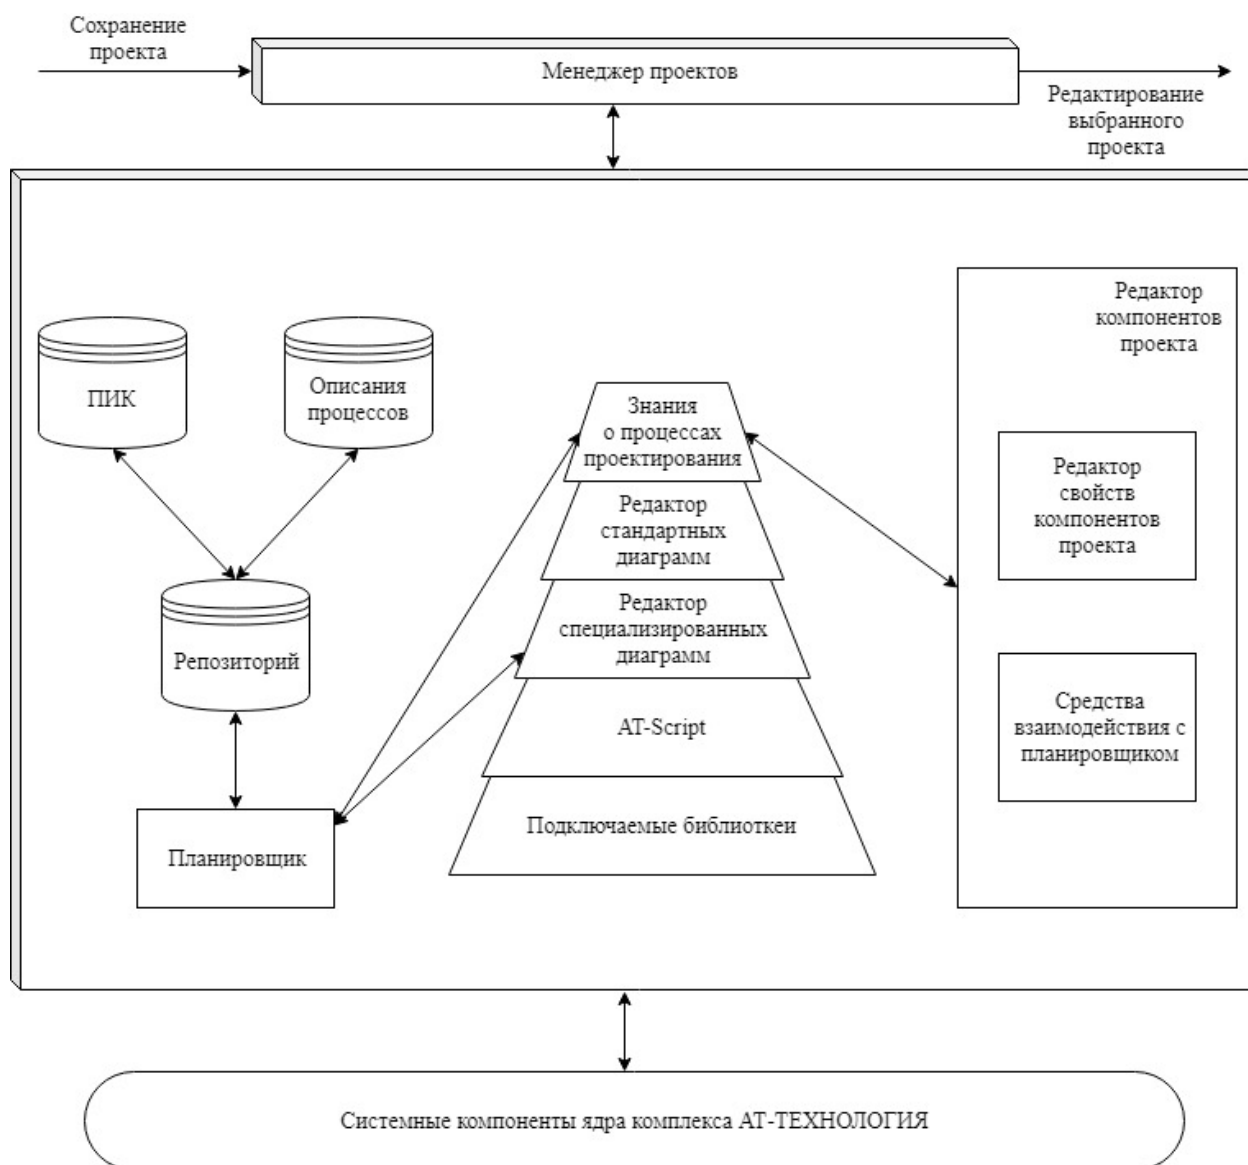 Сохранение
проекта
Менеджер проектов
Редактирование
выбранного
проекта
Редактор
компонентов
проекта
ПИК
Описания
процессов
Знания
о процессах
проектирования
Редактор
свойств
компонентов
проекта
Редактор
стандартных
диаграмм
Редактор
специализированных
диаграмм
Репозиторий
AT-Script
Средства
взаимодействия с
планировщиком
Планировщик
Подключаемые библиоткеи
Системные компоненты ядра комплекса АТ-ТЕХНОЛОГИЯ